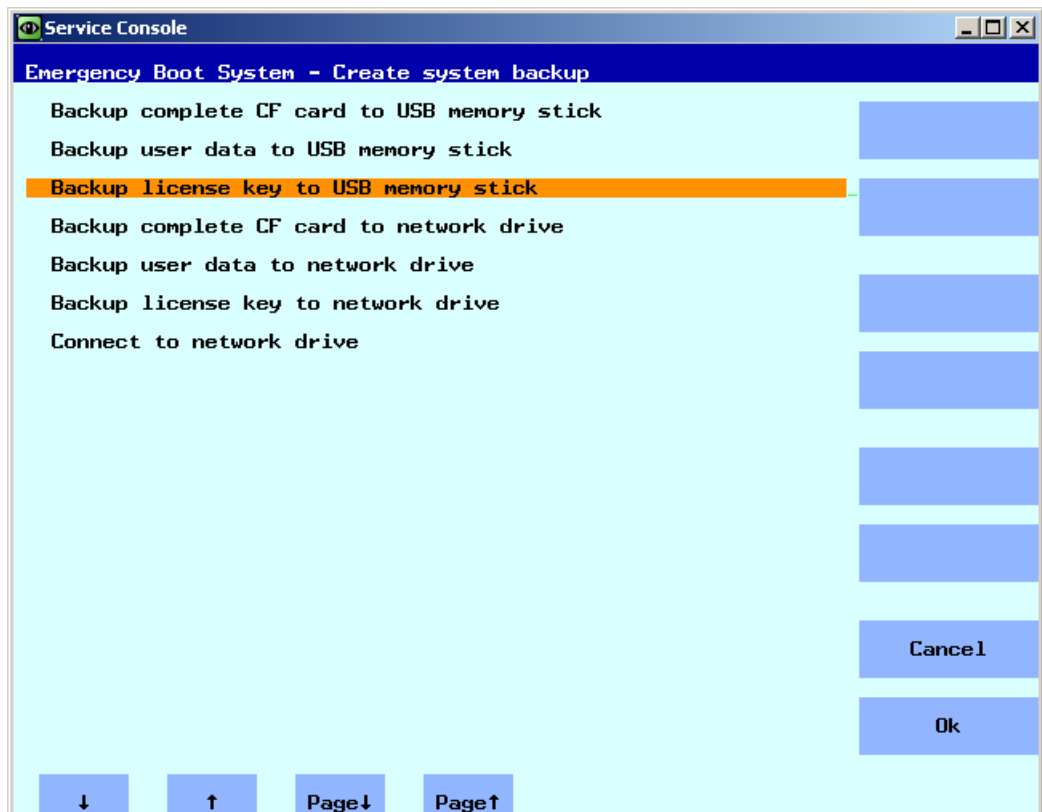 Service Console
Emergency Boot System - Create system backup
Backup complete CF card to USB memory stick
Backup user data to USB memory stick
Backup license key to USB memory stick
Backup complete CF card to network drive
Backup user data to network drive
Backup license key to network drive
Connect to network drive
Cancel
Ok
↓ ↑ Page↓ Page↑